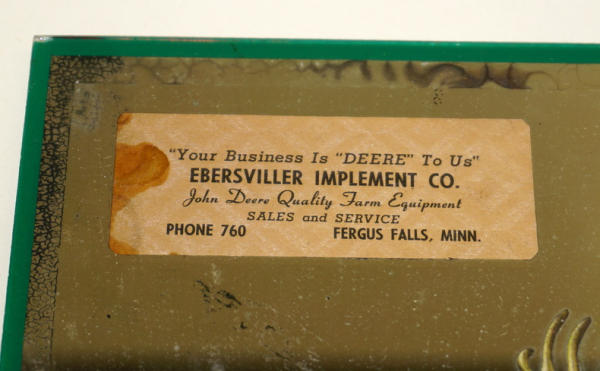 "Your Business Is "DEERE" To Us"
EBERSVILLER IMPLEMENT CO.
John Deere Quality Farm Equipment
SALES and SERVICE
PHONE 760 FERGUS FALLS, MINN.